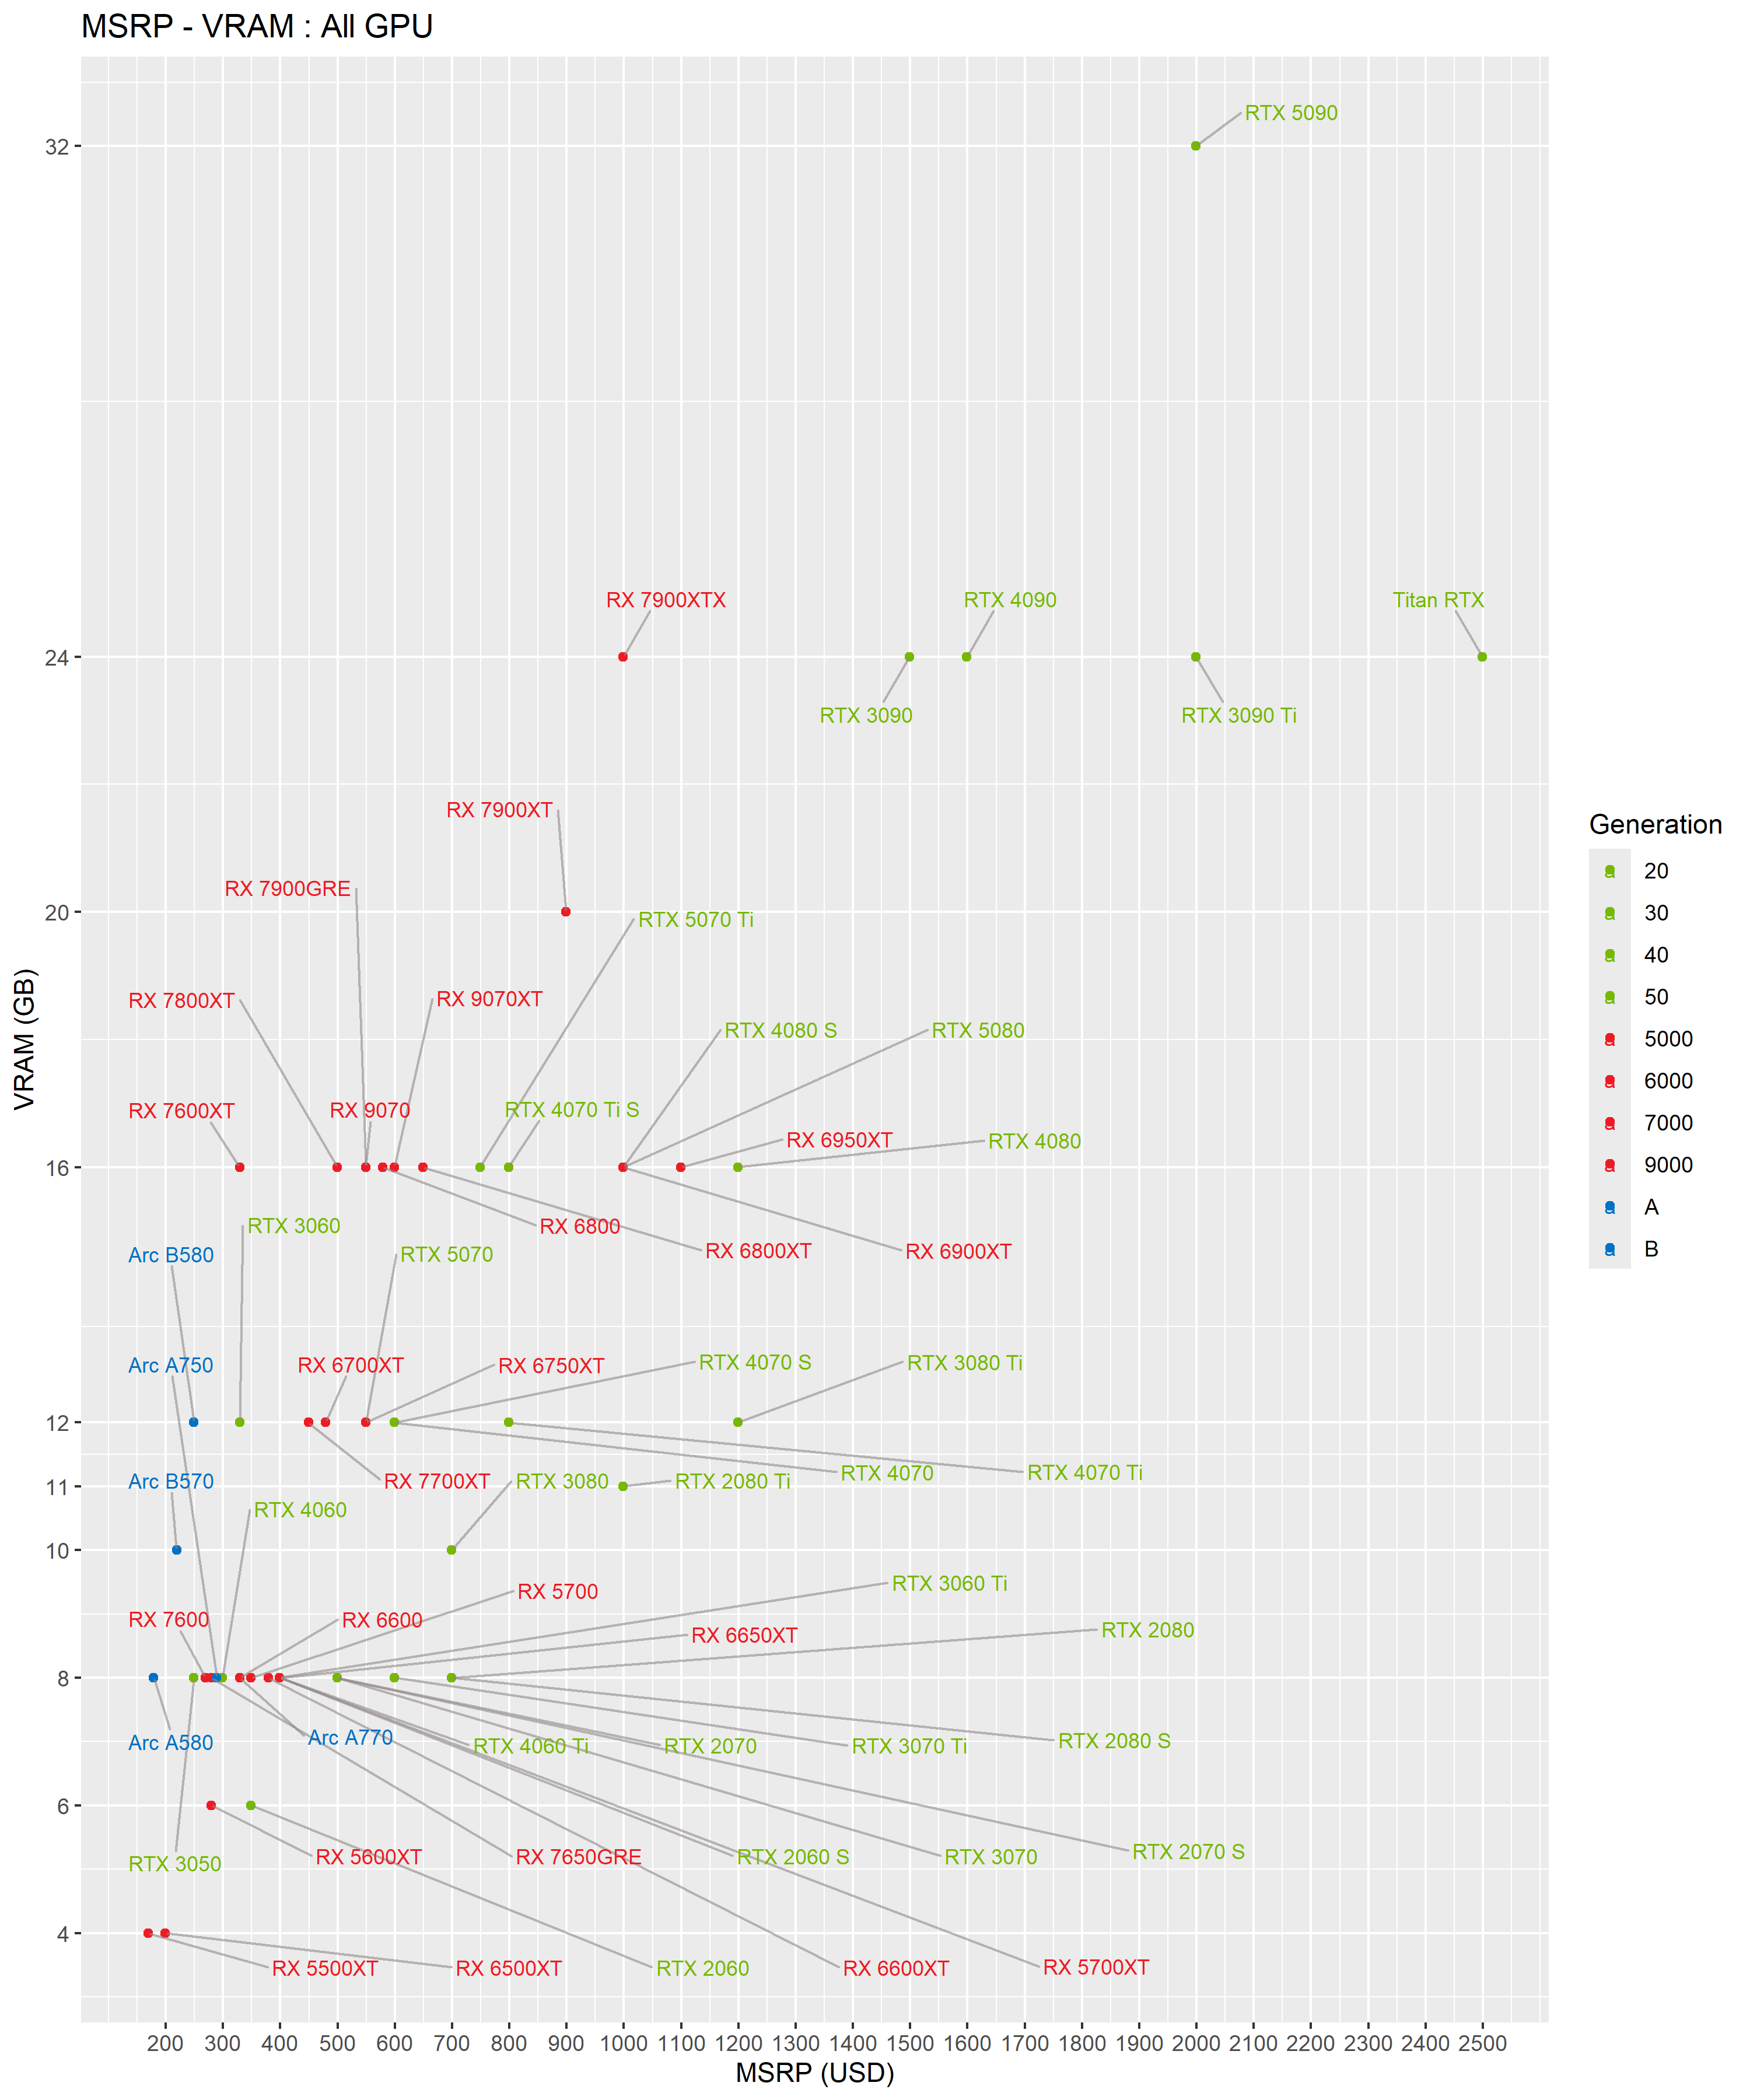 MSRP - VRAM : All GPU
RTX 5090
32
RX 7900XTX
RTX 4090
Titan RTX
24
RTX 3090
RTX 3090 Ti
RX 7900XT
Generation
20
30
40
50
5000
6000
7000
9000
A
B
RX 7900GRE
20
RTX 5070 Ti
VRAM (GB)
RX 7800XT
RX 9070XT
RTX 4080 S
RTX 5080
RX 7600XT
RX 9070
RTX 4070 Ti S
RX 6950XT
RTX 4080
16
RTX 3060
RX 6800
RX 6800XT
RX 6900XT
Arc B580
RTX 5070
Arc A750
RX 6700XT
RX 6750XT
RTX 4070 S
RTX 3080 Ti
12
RTX 4070
RTX 4070 Ti
Arc B570
RX 7700XT
RTX 3080
RTX 2080 Ti
11
RTX 4060
10
RTX 3060 Ti
RX 5700
RX 7600
RX 6600
RX 6650XT
RTX 2080
8
Arc A580
Arc A770
RTX 4060 Ti
RTX 2070
RTX 3070 Ti
RTX 2080 S
6
RTX 3050
RX 5600XT
RX 7650GRE
RTX 2060 S
RTX 3070
RTX 2070 S
4
RX 5500XT
RX 6500XT
RTX 2060
RX 6600XT
RX 5700XT
200 300 400 500 600 700 800 900 1000 1100 1200 1300 1400 1500 1600 1700 1800 1900 2000 2100 2200 2300 2400 2500
MSRP (USD)